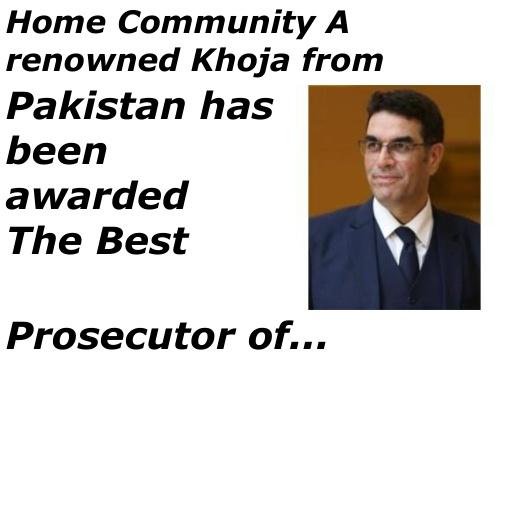 Home Community A
renowned Khoja from
Pakistan has
been
awarded
The Best
Prosecutor of...